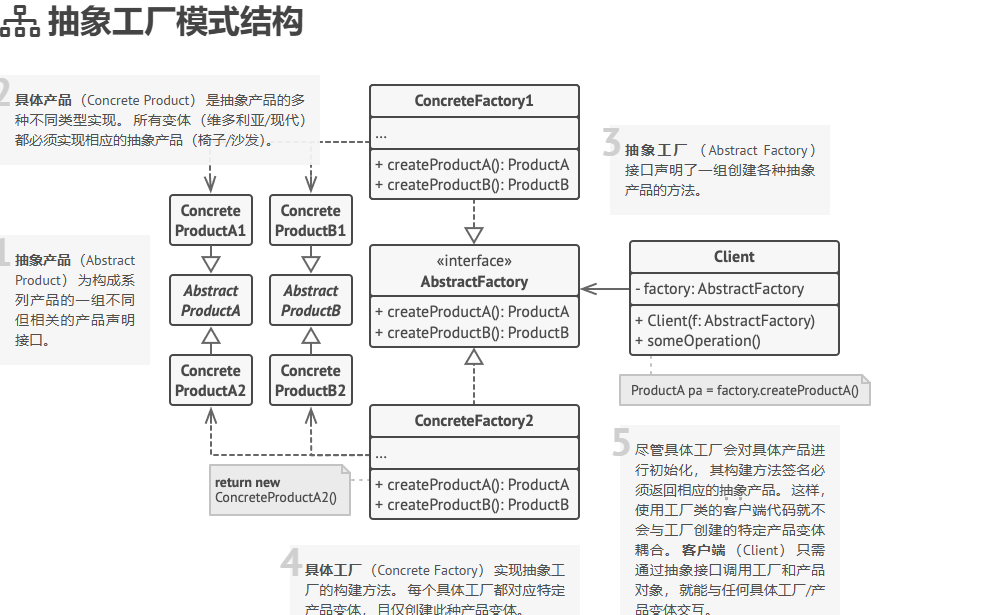 抽象工厂模式结构
2
具体产品 （Concrete Product） 是抽象产品的多
种不同类型实现。 所有变体 （维多利亚/现代）
都必须实现相应的抽象产品 （椅子/沙发）。
ConcreteFactory1
...
+ createProductA(): ProductA
+ createProductB(): ProductB
3
抽象工厂 （Abstract Factory）
接口声明了一组创建各种抽象
产品的方法。
Concrete
ProductA1
Concrete
ProductB1
1
抽象产品 （Abstract
Product） 为构成系
列产品的一组不同
但相关的产品声明
接口。
Abstract
ProductA
Abstract
ProductB
«interface»
AbstractFactory
+ createProductA(): ProductA
+ createProductB(): ProductB
Client
- factory: AbstractFactory
+ Client(f: AbstractFactory)
+ someOperation()
Concrete
ProductA2
Concrete
ProductB2
ProductA pa = factory.createProductA()
ConcreteFactory2
...
+ createProductA(): ProductA
+ createProductB(): ProductB
return new
ConcreteProductA2()
5
尽管具体工厂会对具体产品进
行初始化， 其构建方法签名必
须返回相应的抽象产品。 这样，
使用工厂类的客户端代码就不
会与工厂创建的特定产品变体
耦合。 客户端 （Client） 只需
通过抽象接口调用工厂和产品
对象， 就能与任何具体工厂/产
品变体交互。
4
具体工厂 （Concrete Factory） 实现抽象工
厂的构建方法。 每个具体工厂都对应特定
产品变体， 且仅创建此种产品变体。